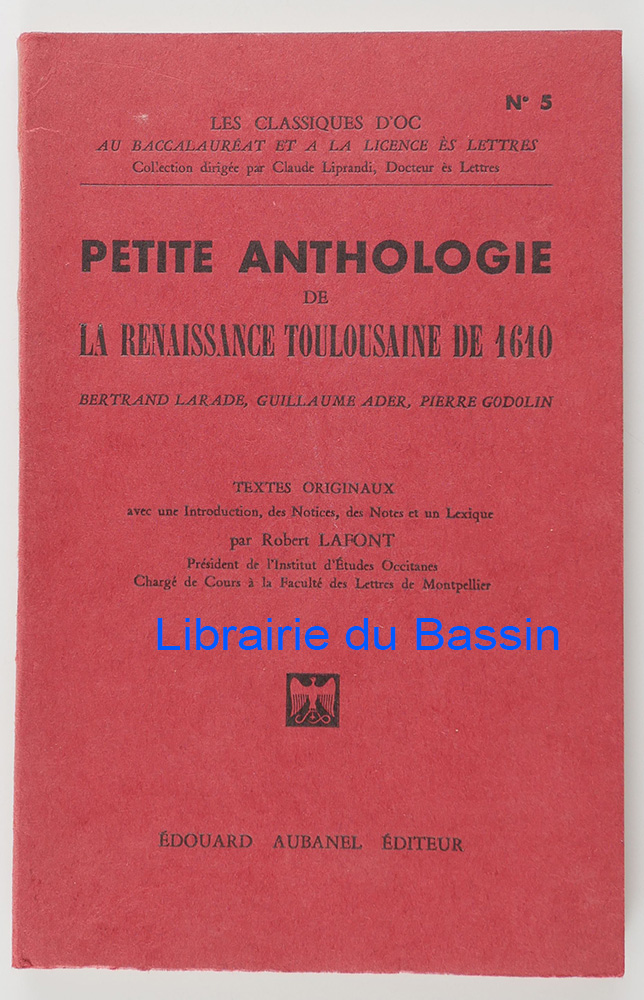 N° 5
LES CLASSIQUES D'OC
AU BACCALAURÉAT ET A LA LICENCE ÈS LETTRES
Collection dirigée par Claude Liprandi, Docteur ès Lettres
PETITE ANTHOLOGIE
DE
LA RENAISSANCE TOULOUSAINE DE 1610
BERTRAND LARADE, GUILLAUME ADER, PIERRE GODOLIN
TEXTES ORIGINAUX
avec une Introduction, des Notices, des Notes et un Lexique
par Robert LAFONT
Président de l'Institut d'Études Occitanes
Chargé de Cours à la Faculté des Lettres de Montpellier
Librairie du Bassin
ÉDOUARD AUBANEL ÉDITEUR